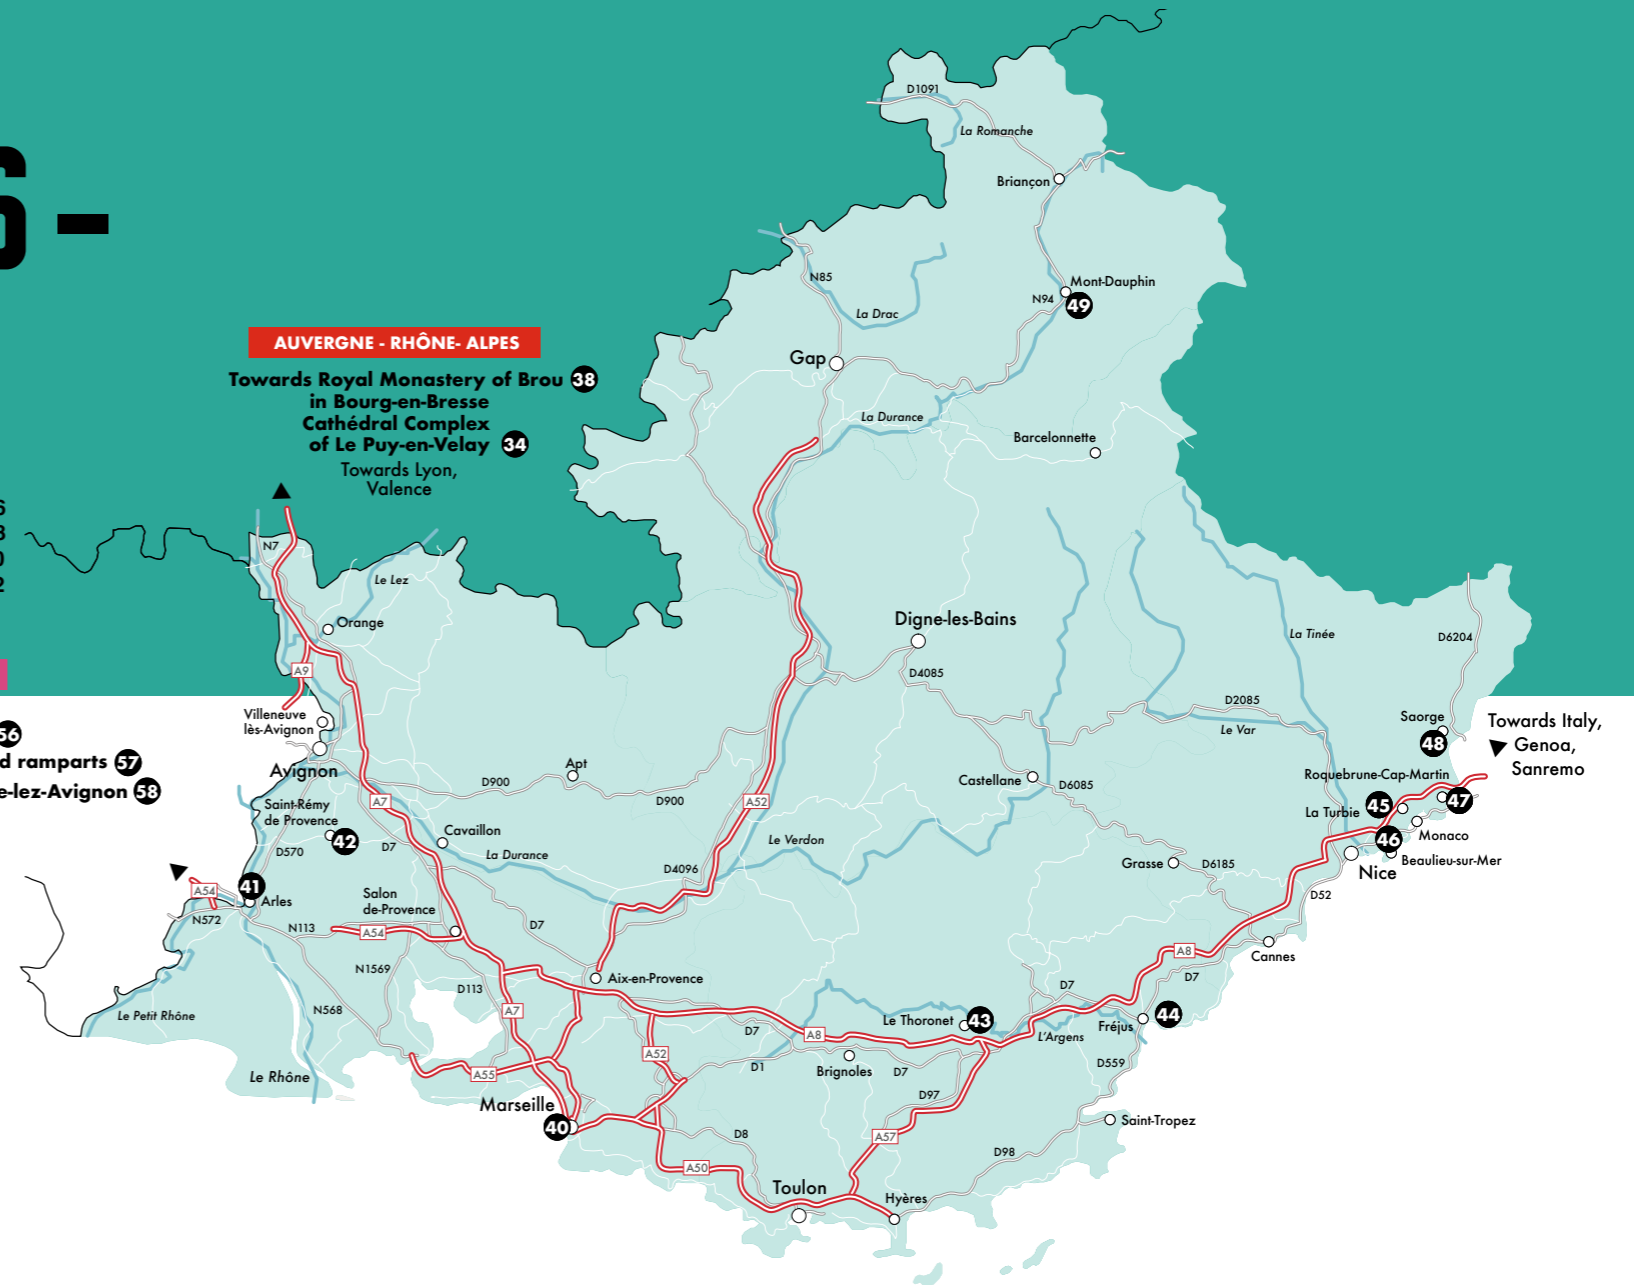 S –
D1091
La Romanche
Briançon
N85
La Drac
N94
Mont-Dauphin
49
AUVERGNE - RHÔNE- ALPES
Towards Royal Monastery of Brou 38
in Bourg-en-Bresse
Cathédral Complex
of Le Puy-en-Velay 34
Towards Lyon,
Valence
Gap
La Durance
Barcelonnette
6
8
0
2
N7
Le Lez
Orange
A9
Digne-les-Bains
D4085
La Tinée
D6204
D2085
Le Var
56
d ramparts 57
e-lez-Avignon 58
Villeneuve
lès-Avignon
Avignon
Saorge
48
Towards Italy,
Genoa,
Sanremo
Apt
D900
D900
Castellane
D6085
Roquebrune-Cap-Martin
47
45
La Turbie
46
Monaco
Beaulieu-sur-Mer
Nice
A7
A52
Saint-Rémy
de Provence
42
D570
D7
Cavaillon
La Durance
Le Verdon
D4096
Grasse
D6185
D52
A54
41
Arles
N572
N113
Salon
de-Provence
A54
D7
N1569
D113
N568
Aix-en-Provence
A8
D7
Cannes
Le Petit Rhône
Le Rhône
A7
A55
A52
D7
A8
D1
Le Thoronet
43
L'Argens
D7
Fréjus
44
Brignoles
D7
D559
Marseille
40
D97
A57
D8
A50
Toulon
Hyères
D98
Saint-Tropez